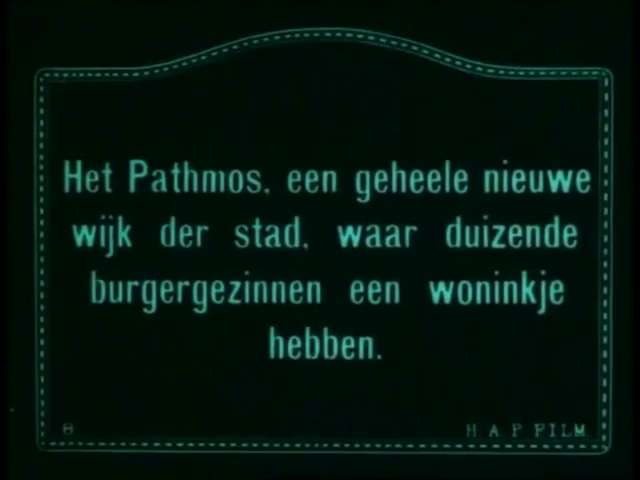 Het Pathmos, een geheele nieuwe
wijk der stad, waar duizende
burgergezinnen een woninkje
hebben.
8 H A P FILM